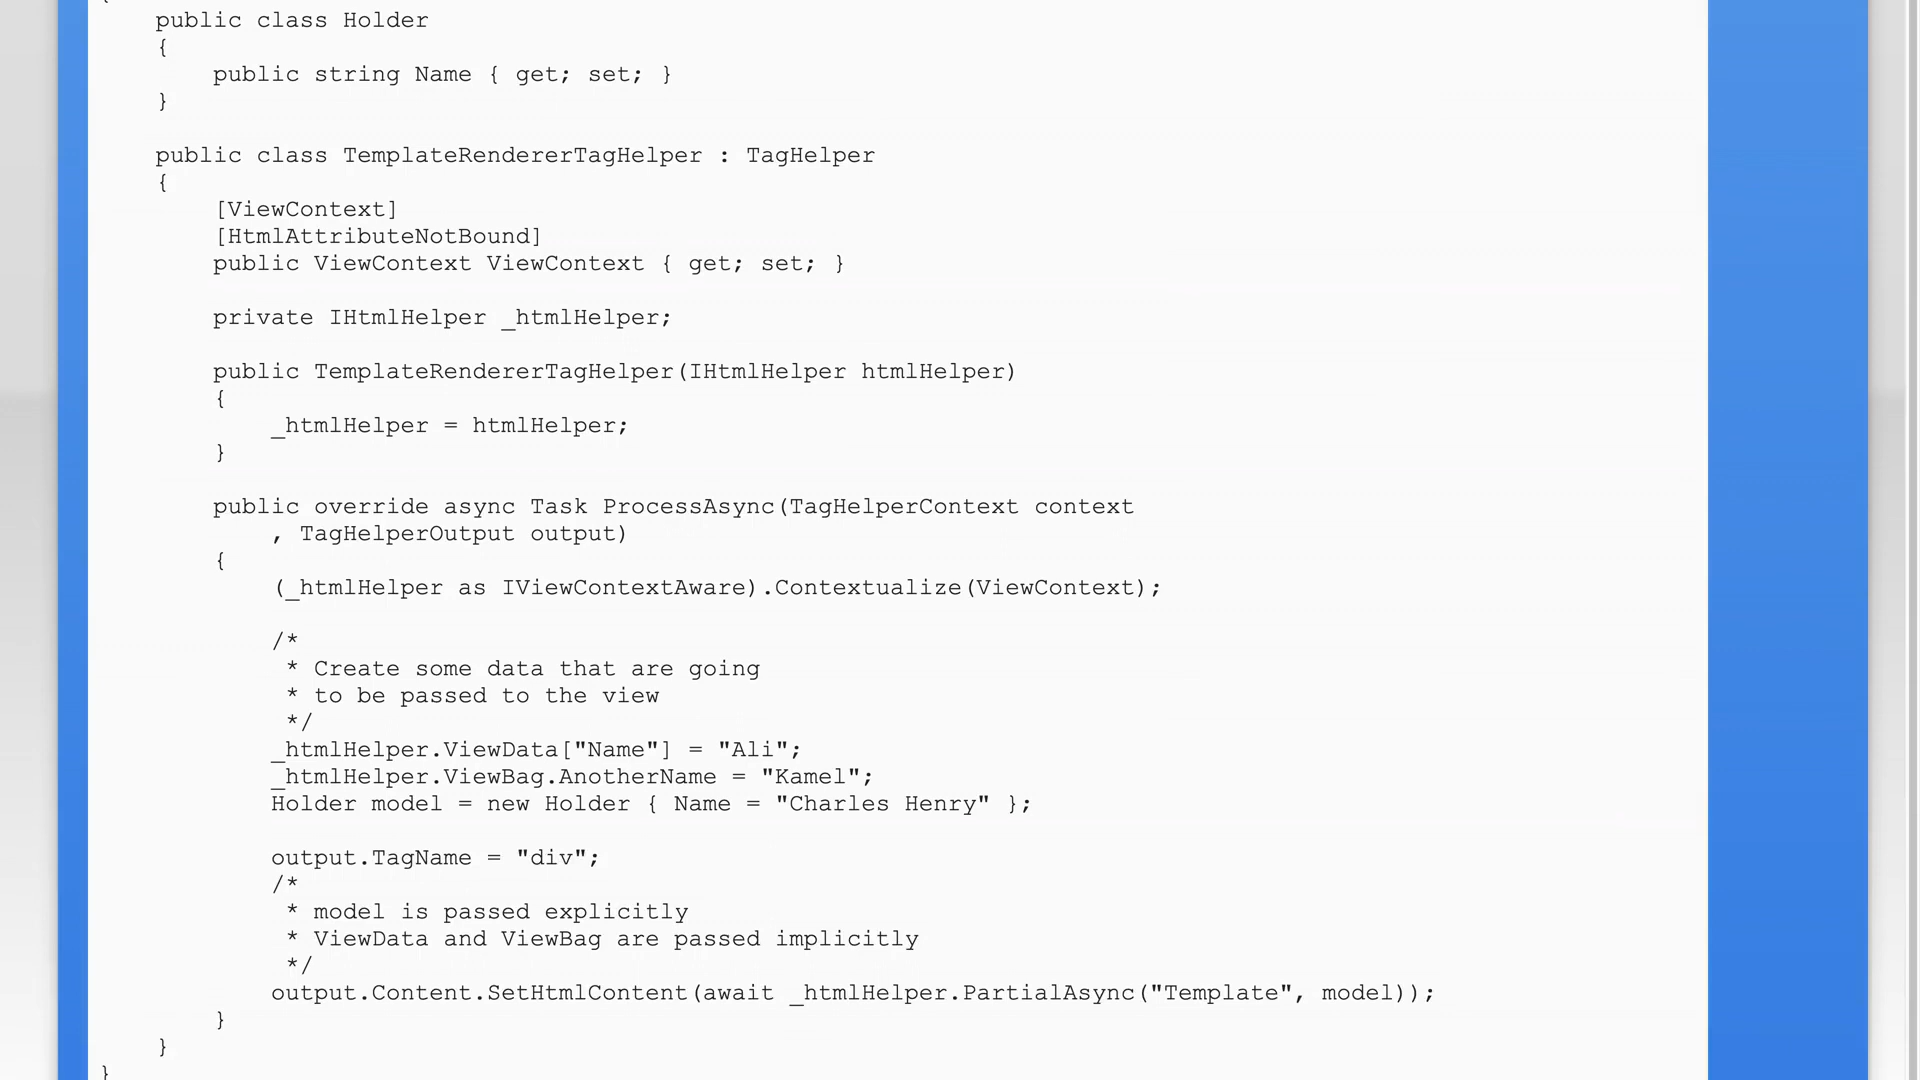 {
    public class Holder
    {
        public string Name { get; set; }
    }

    public class TemplateRendererTagHelper : TagHelper
    {
        [ViewContext]
        [HtmlAttributeNotBound]
        public ViewContext ViewContext { get; set; }

        private IHtmlHelper _htmlHelper;

        public TemplateRendererTagHelper(IHtmlHelper htmlHelper)
        {
            _htmlHelper = htmlHelper;
        }

        public override async Task ProcessAsync(TagHelperContext context
            , TagHelperOutput output)
        {
            (_htmlHelper as IViewContextAware).Contextualize(ViewContext);

            /*
             * Create some data that are going
             * to be passed to the view
             */
            _htmlHelper.ViewData["Name"] = "Ali";
            _htmlHelper.ViewBag.AnotherName = "Kamel";
            Holder model = new Holder { Name = "Charles Henry" };

            output.TagName = "div";
            /*
             * model is passed explicitly
             * ViewData and ViewBag are passed implicitly
             */
            output.Content.SetHtmlContent(await _htmlHelper.PartialAsync("Template", model));
        }
    }
}